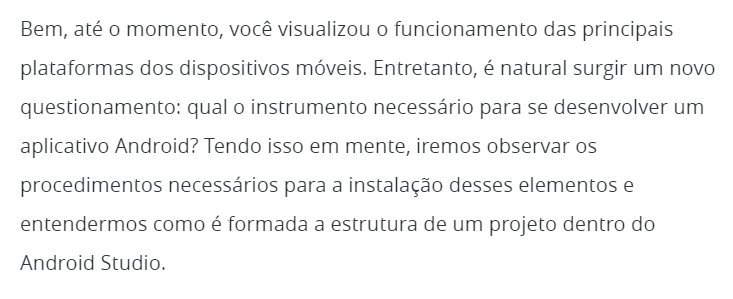 Bem, até o momento, você visualizou o funcionamento das principais
plataformas dos dispositivos móveis. Entretanto, é natural surgir um novo
questionamento: qual o instrumento necessário para se desenvolver um
aplicativo Android? Tendo isso em mente, iremos observar os
procedimentos necessários para a instalação desses elementos e
entendermos como é formada a estrutura de um projeto dentro do
Android Studio.